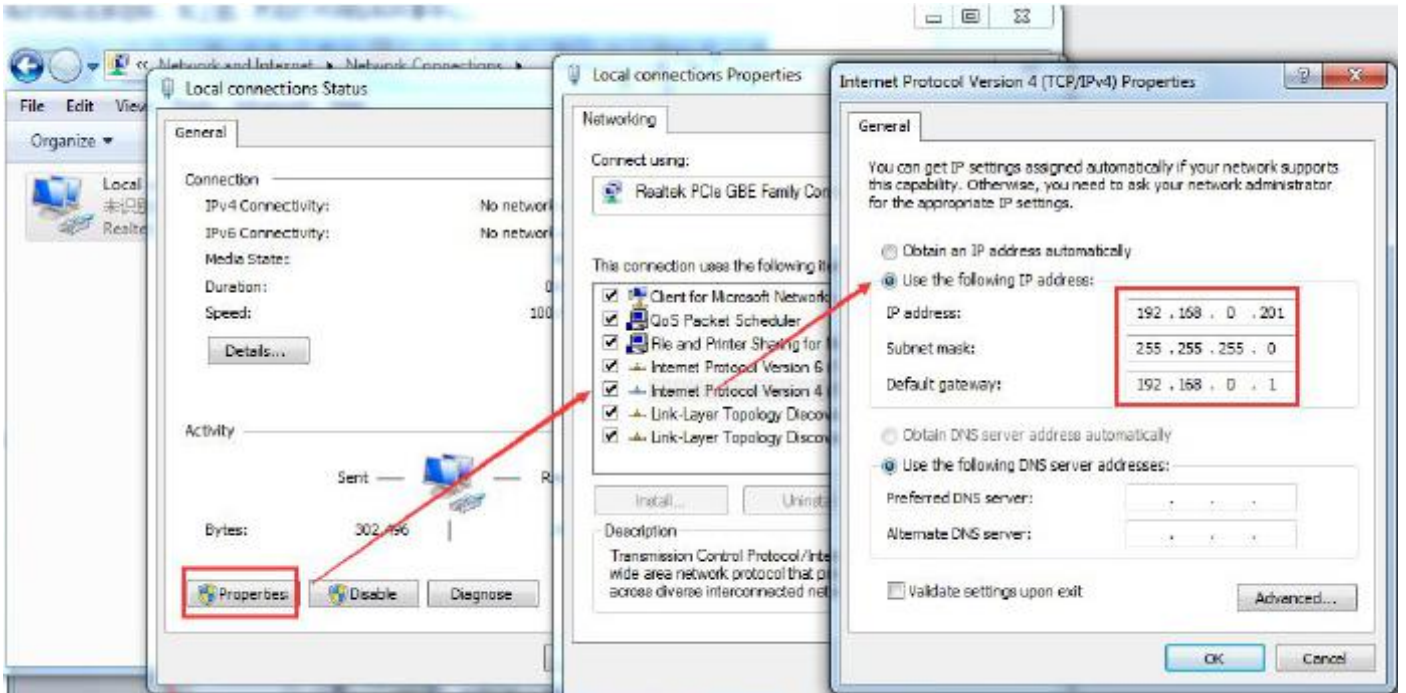 Network and Internet ▸ Network Connections ▸
File Edit View
Organize ▼
Local
Realte
Local connections Status
General
Connection
IPv4 Connectivity: No network
IPv6 Connectivity: No network
Media State:
Duration: 0
Speed: 100
Details...
Activity
Sent
R
Bytes: 302,496
Properties
Disable
Diagnose
Local connections Properties
Networking
Connect using:
Realtek PCIe GBE Family Con
This connection uses the following ite
Client for Microsoft Network
QoS Packet Scheduler
File and Printer Sharing for M
Internet Protocol Version 6
Internet Protocol Version 4
Link-Layer Topology Discov
Link-Layer Topology Discov
Install...
Uninsta
Description
Transmission Control Protocol/Inte
wide area network protocol that p
across diverse interconnected net
Internet Protocol Version 4 (TCP/IPv4) Properties
General
You can get IP settings assigned automatically if your network supports
this capability. Otherwise, you need to ask your network administrator
for the appropriate IP settings.
Obtain an IP address automatically
Use the following IP address:
IP address: 192 . 168 . 0 . 201
Subnet mask: 255 . 255 . 255 . 0
Default gateway: 192 . 168 . 0 . 1
Obtain DNS server address automatically
Use the following DNS server addresses:
Preferred DNS server: . . .
Alternate DNS server: . . .
Validate settings upon exit
Advanced...
OK
Cancel